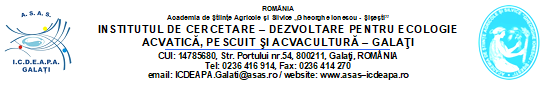 A. S. A. S.
I.C.D.E.A.P.A.
GALATI
ROMÂNIA
Academia de Ştiinţe Agricole şi Silvice „Gheorghe Ionescu - Şişeşti”
INSTITUTUL DE CERCETARE – DEZVOLTARE PENTRU ECOLOGIE
ACVATICĂ, PESCUIT ŞI ACVACULTURĂ – GALAŢI
CUI: 14785680, Str. Portului nr.54, 800211, Galaţi, ROMÂNIA
Tel: 0236 416 914, Fax: 0236 414 270
email: ICDEAPA.Galati@asas.ro / website: www.asas–icdeapa.ro